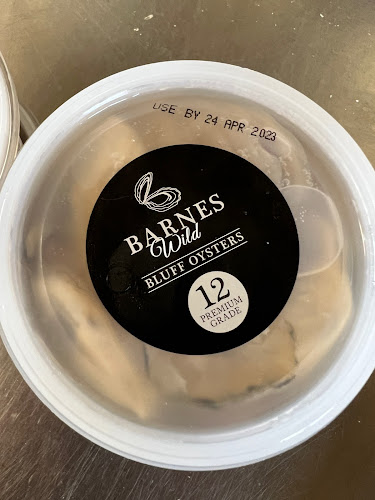 USE BY 24 APR 2023
BARNES
Wild
BLUFF OYSTERS
12
PREMIUM
GRADE